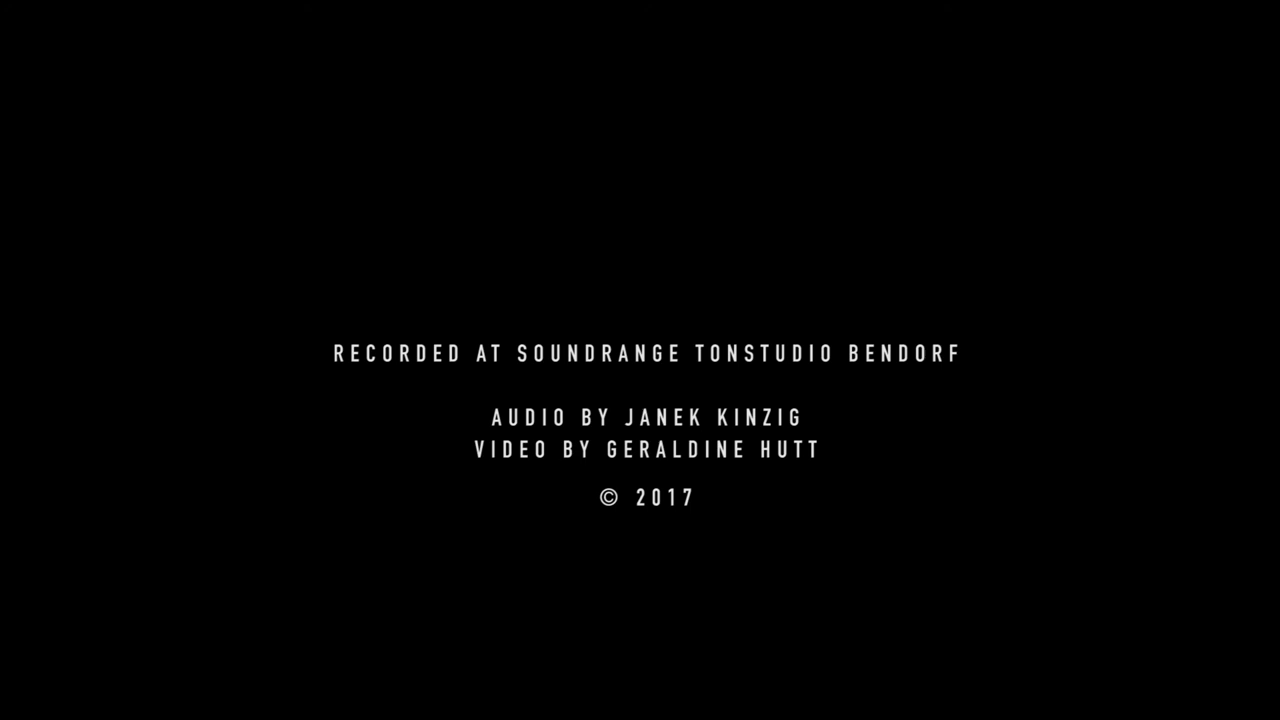 RECORDED AT SOUNDRANGE TONSTUDIO BENDORF
AUDIO BY JANEK KINZIG
VIDEO BY GERALDINE HUTT
© 2017